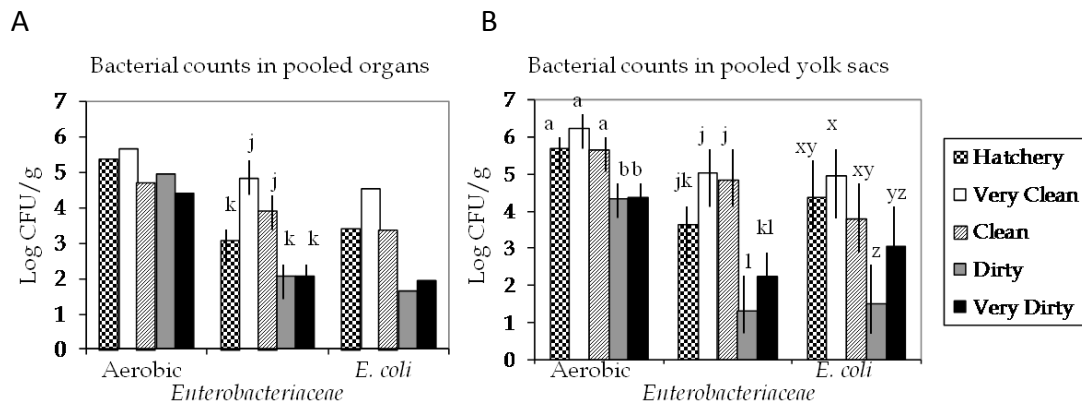 A
Bacterial counts in pooled organs
Log CFU/g
7
6
5
4
3
2
1
0
k
j
j
k
k
Aerobic
Enterobacteriaceae
E. coli
B
Bacterial counts in pooled yolk sacs
Log CFU/g
7
6
5
4
3
2
1
0
a
a
a
b
b
jk
j
j
l
kl
xy
x
xy
z
yz
Aerobic
Enterobacteriaceae
E. coli
Hatchery
Very Clean
Clean
Dirty
Very Dirty